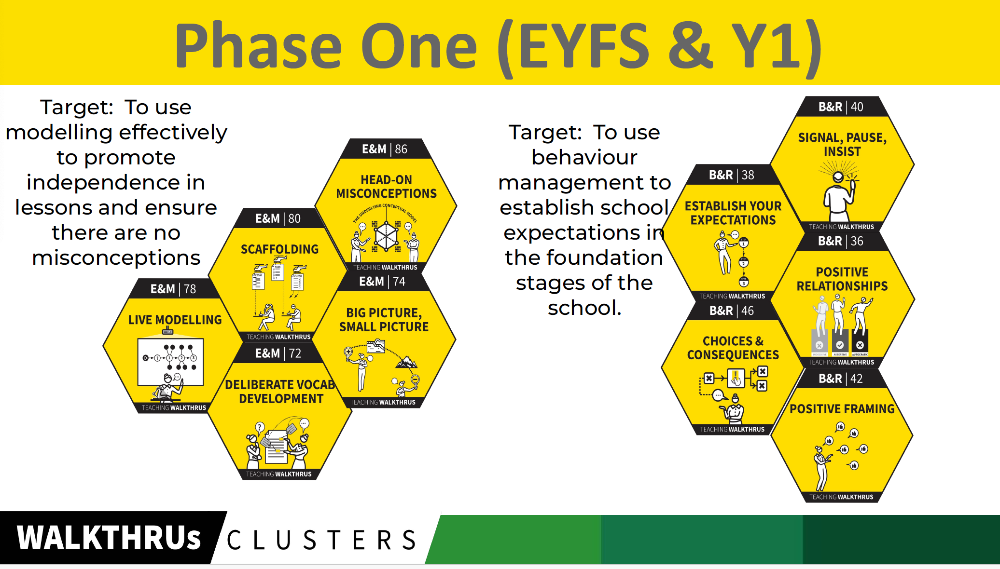 Phase One (EYFS & Y1)
Target:  To use
modelling effectively
to promote
independence in
lessons and ensure
there are no
misconceptions
E&M | 86
HEAD-ON
MISCONCEPTIONS
THE UNDERLYING CONCEPTUAL MODEL
TEACHING WALKTHRUS
E&M | 80
SCAFFOLDING
ESSAY
TASK
CHECK
TEACHING WALKTHRUS
E&M | 78
LIVE MODELLING
? 1 2 3
TEACHING WALKTHRUS
E&M | 74
BIG PICTURE,
SMALL PICTURE
TEACHING WALKTHRUS
E&M | 72
DELIBERATE VOCAB
DEVELOPMENT
?
TEACHING WALKTHRUS
Target:  To use
behaviour
management to
establish school
expectations in
the foundation
stages of the
school.
B&R | 40
SIGNAL, PAUSE,
INSIST
TEACHING WALKTHRUS
B&R | 38
ESTABLISH YOUR
EXPECTATIONS
STEP
1
STEP
2
STEP
3
TEACHING WALKTHRUS
B&R | 36
POSITIVE
RELATIONSHIPS
INDECISIVE ASSERTIVE AUTOCRATIC
TEACHING WALKTHRUS
B&R | 46
CHOICES &
CONSEQUENCES
TEACHING WALKTHRUS
B&R | 42
POSITIVE FRAMING
TEACHING WALKTHRUS
WALKTHRUs CLUSTERS